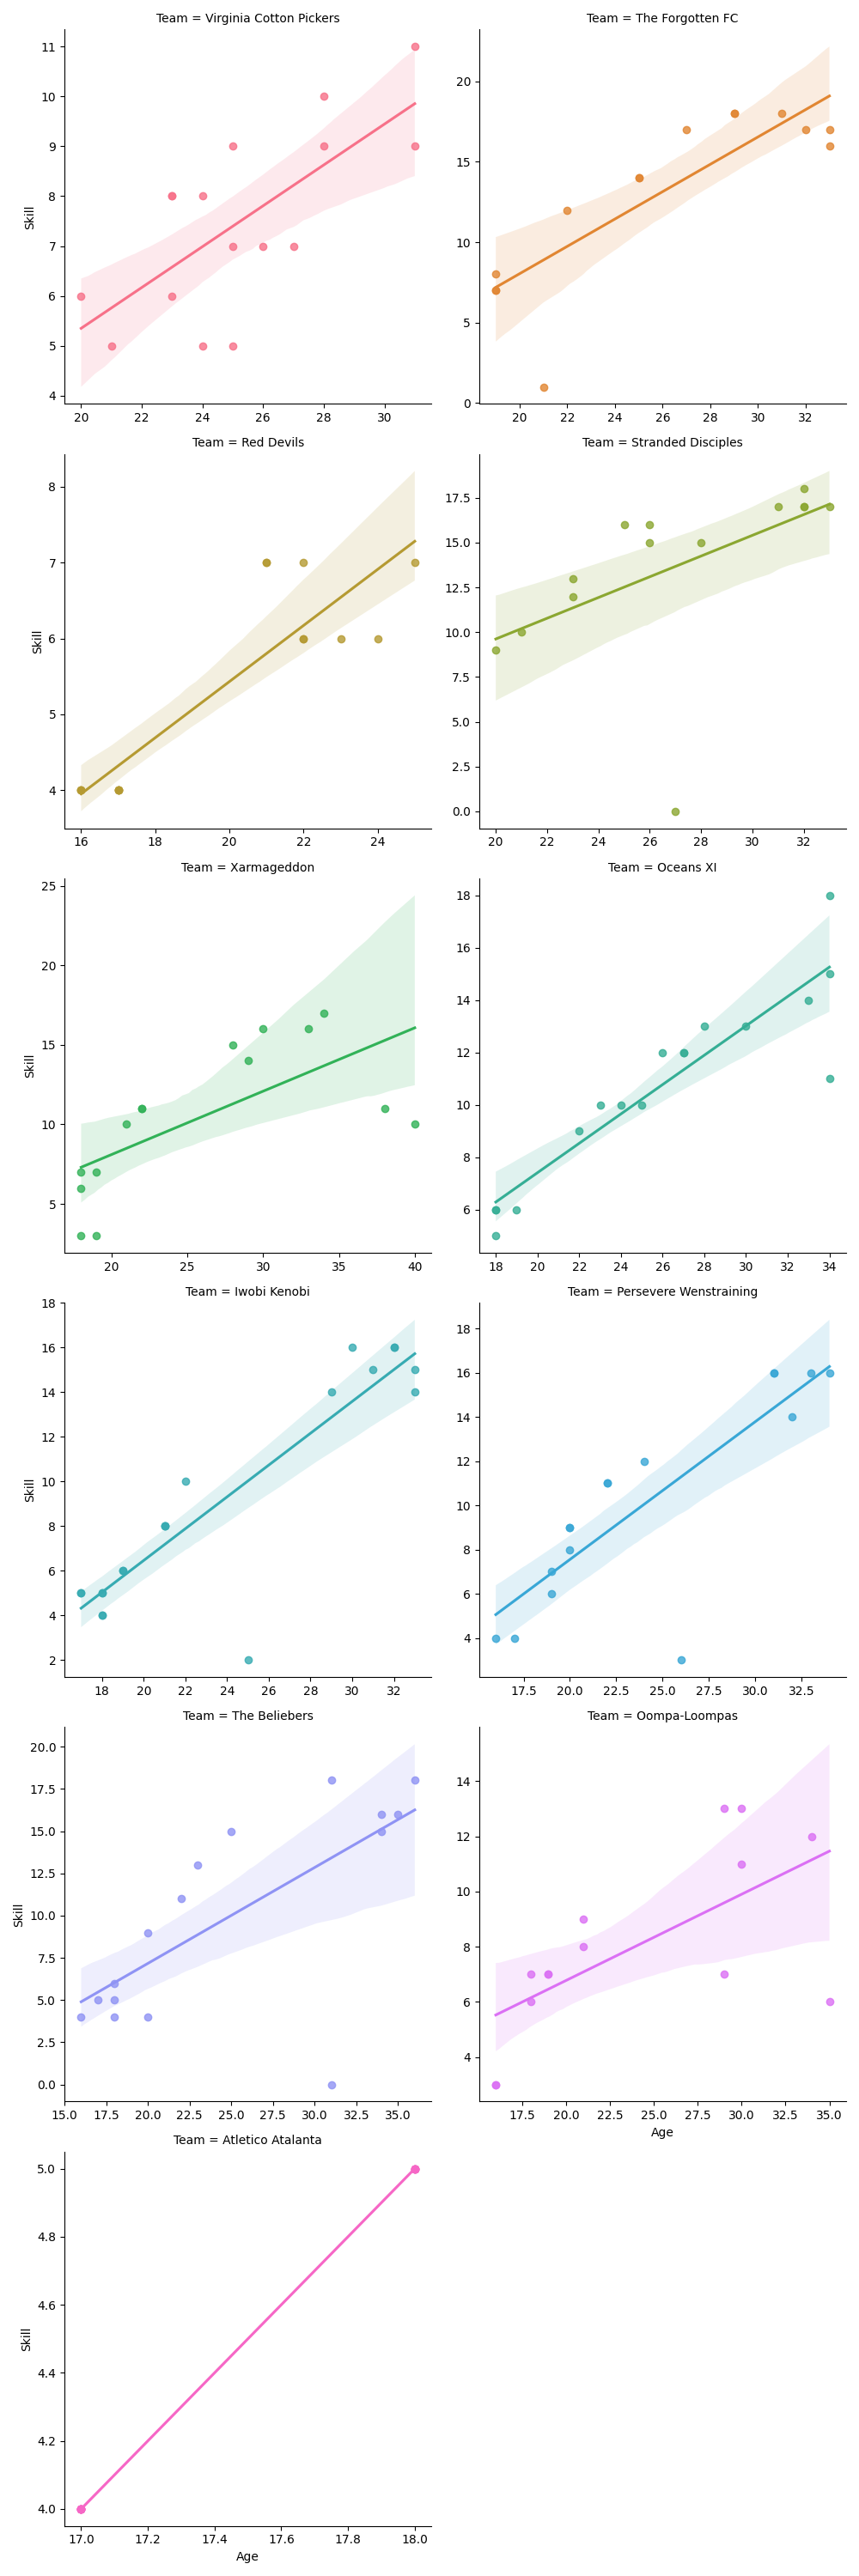 Team = Virginia Cotton Pickers
Team = The Forgotten FC
11
10
9
8
7
6
5
4
Skill
20 22 24 26 28 30
20
15
10
5
0
20 22 24 26 28 30 32
Team = Red Devils
Team = Stranded Disciples
8
7
6
5
4
Skill
16 18 20 22 24
17.5
15.0
12.5
10.0
7.5
5.0
2.5
0.0
20 22 24 26 28 30 32
Team = Xarmageddon
Team = Oceans XI
25
20
15
10
5
Skill
20 25 30 35 40
18
16
14
12
10
8
6
18 20 22 24 26 28 30 32 34
Team = Iwobi Kenobi
Team = Persevere Wenstraining
18
16
14
12
10
8
6
4
2
Skill
18 20 22 24 26 28 30 32
18
16
14
12
10
8
6
4
17.5 20.0 22.5 25.0 27.5 30.0 32.5
Team = The Beliebers
Team = Oompa-Loompas
20.0
17.5
15.0
12.5
10.0
7.5
5.0
2.5
0.0
Skill
15.0 17.5 20.0 22.5 25.0 27.5 30.0 32.5 35.0
14
12
10
8
6
4
17.5 20.0 22.5 25.0 27.5 30.0 32.5 35.0
Age
Team = Atletico Atalanta
5.0
4.8
4.6
4.4
4.2
4.0
Skill
17.0 17.2 17.4 17.6 17.8 18.0
Age